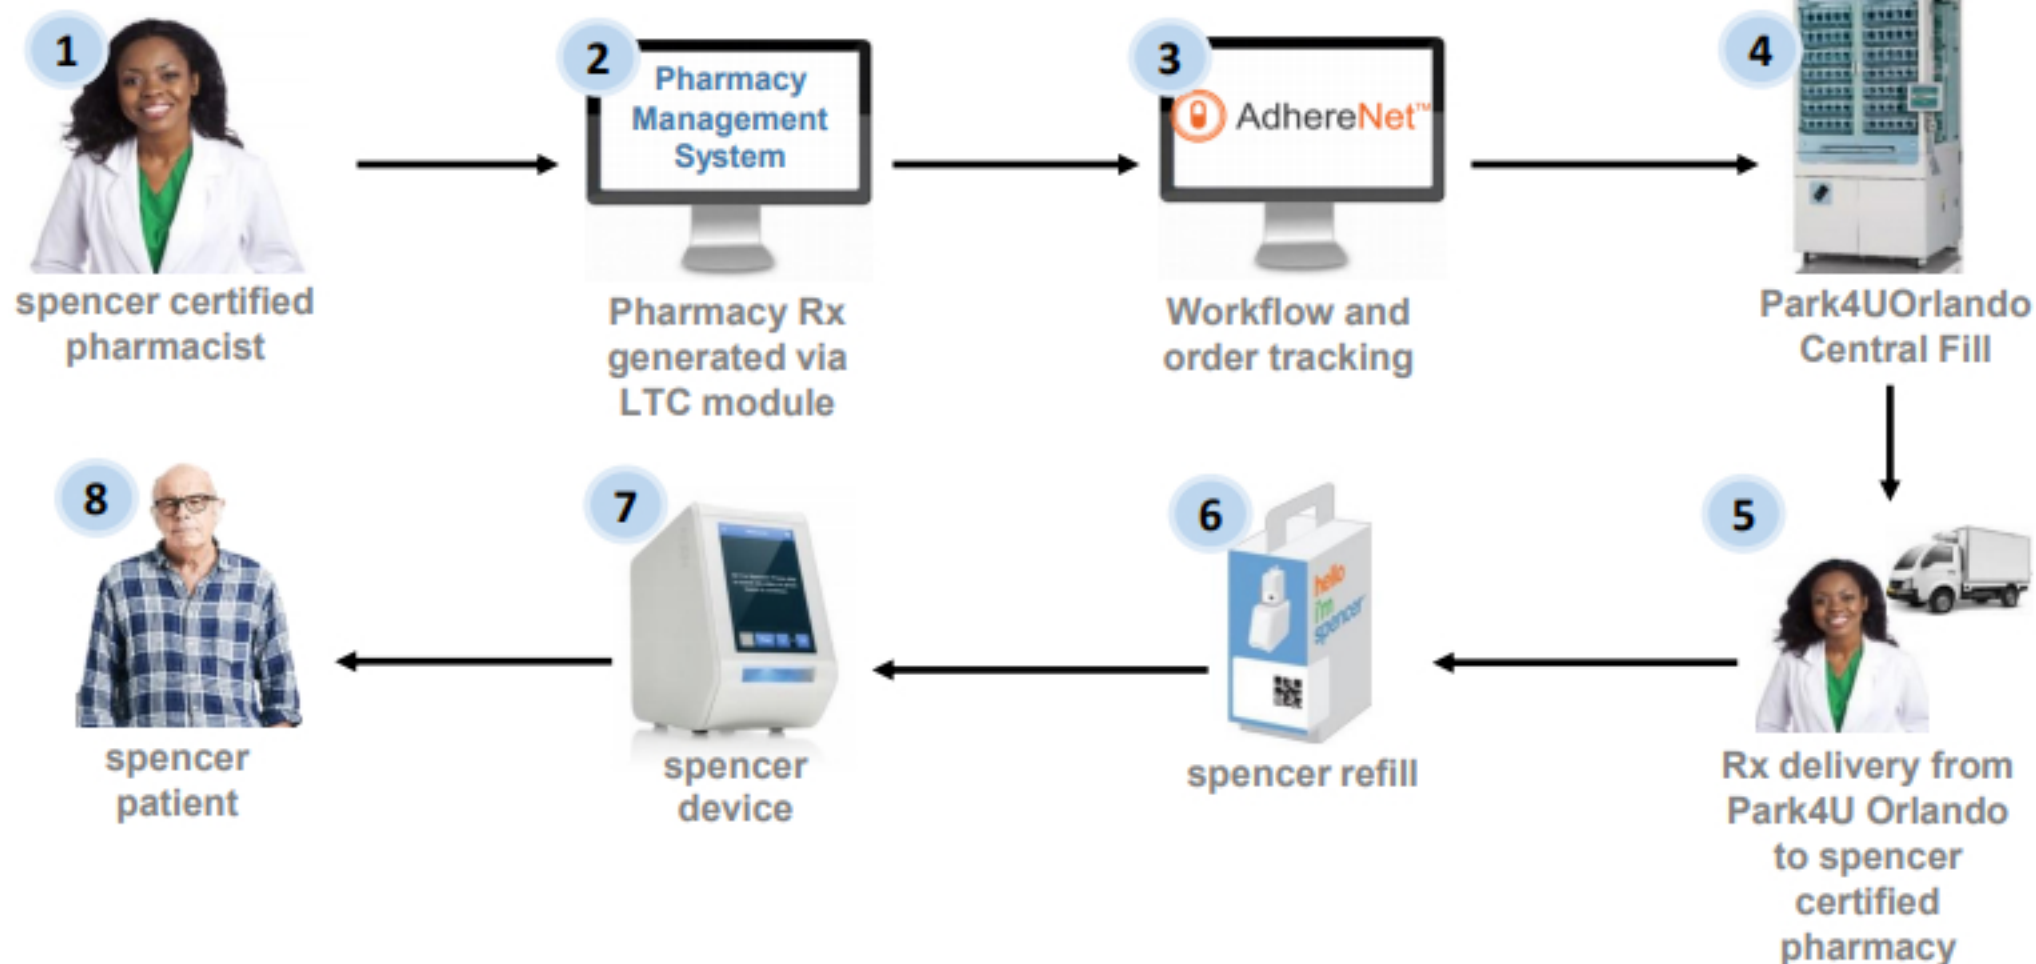 1
spencer certified
pharmacist
2
Pharmacy
Management
System
Pharmacy Rx
generated via
LTC module
3
AdhereNet™
Workflow and
order tracking
4
Park4UOrlando
Central Fill
5
Rx delivery from
Park4U Orlando
to spencer
certified
pharmacy
6
hello
i'm
spencer
spencer refill
7
spencer
device
8
spencer
patient